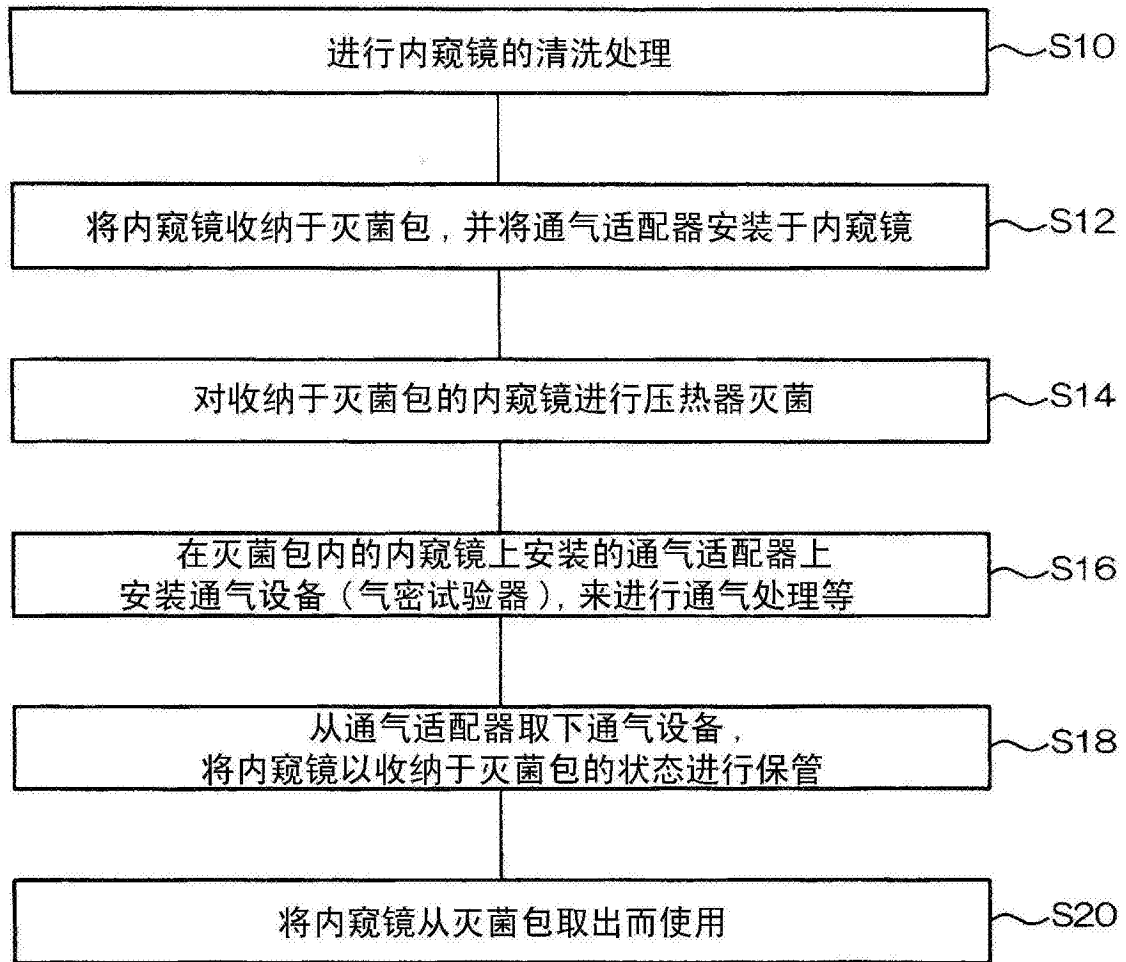 进行内窥镜的清洗处理
S10
将内窥镜收纳于灭菌包,并将通气适配器安装于内窥镜
S12
对收纳于灭菌包的内窥镜进行压热器灭菌
S14
在灭菌包内的内窥镜上安装的通气适配器上
安装通气设备(气密试验器),来进行通气处理等
S16
从通气适配器取下通气设备,
将内窥镜以收纳于灭菌包的状态进行保管
S18
将内窥镜从灭菌包取出而使用
S20